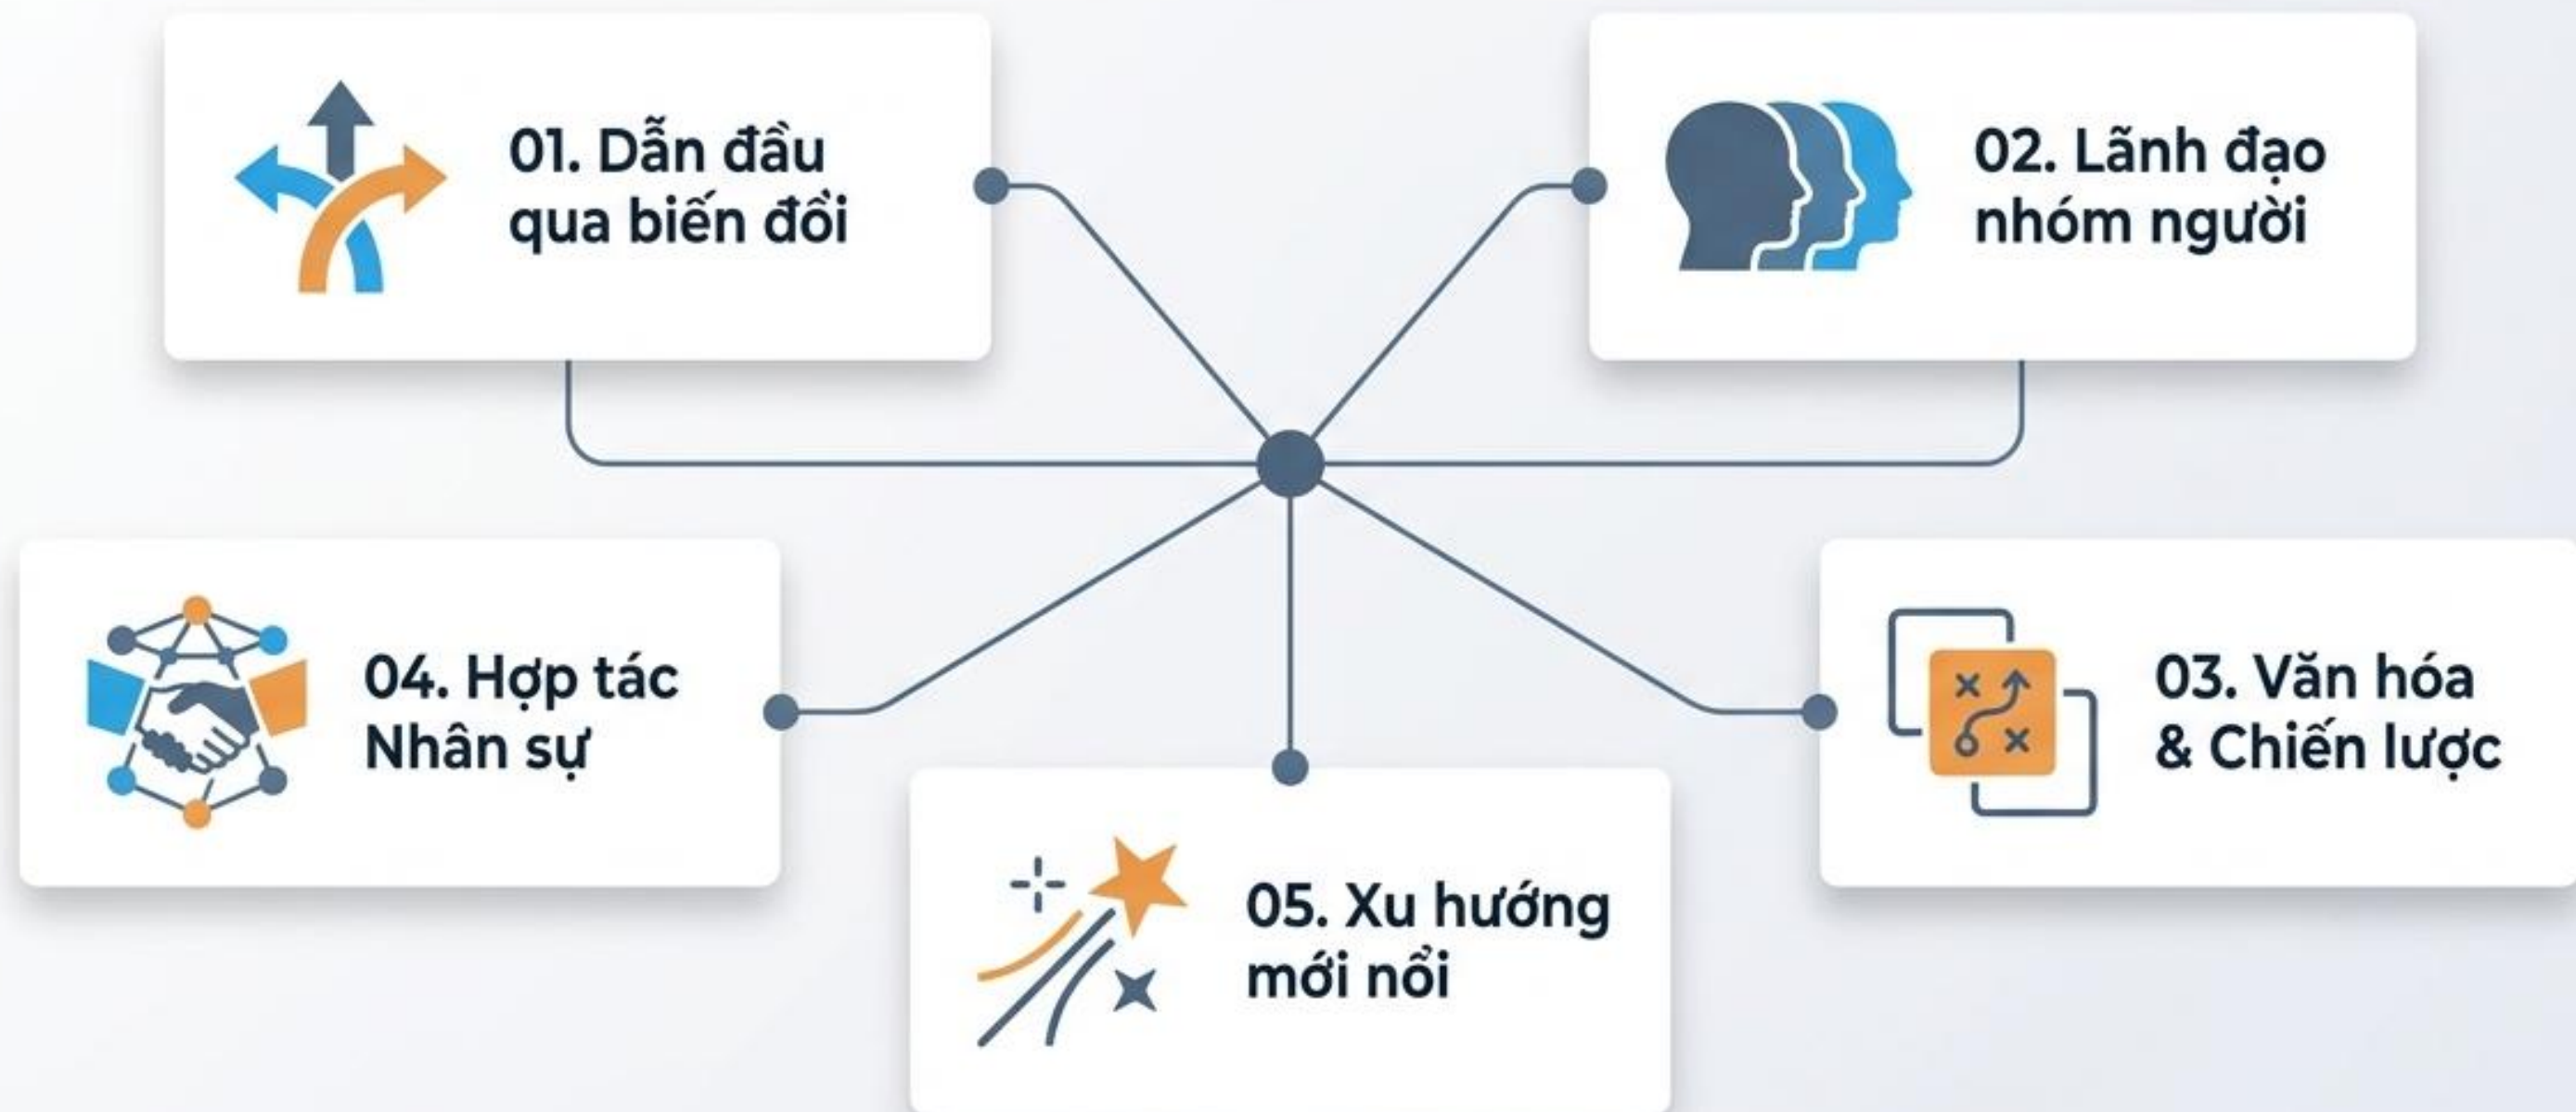 01. Dẫn đầu
qua biến đổi
02. Lãnh đạo
nhóm người
04. Hợp tác
Nhân sự
03. Văn hóa
& Chiến lược
05. Xu hướng
mới nổi